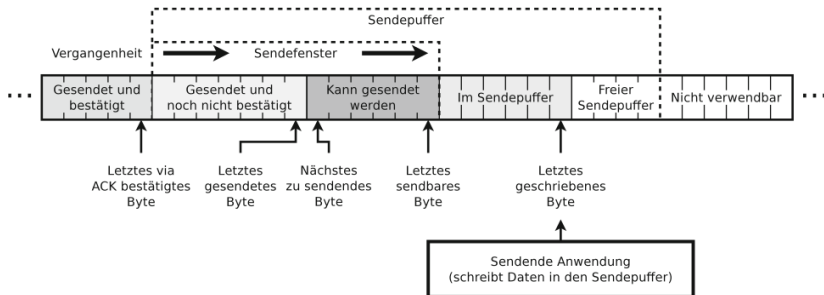 Sendepuffer
Vergangenheit
Sendefenster
Gesendet und
bestätigt
Gesendet und
noch nicht bestätigt
Kann gesendet
werden
Im Sendepuffer
Freier
Sendepuffer
Nicht verwendbar
Letztes via
ACK bestätigtes
Byte
Letztes
gesendetes
Byte
Nächstes
zu sendendes
Byte
Letztes
sendbares
Byte
Letztes
geschriebenes
Byte
Sendende Anwendung
(schreibt Daten in den Sendepuffer)